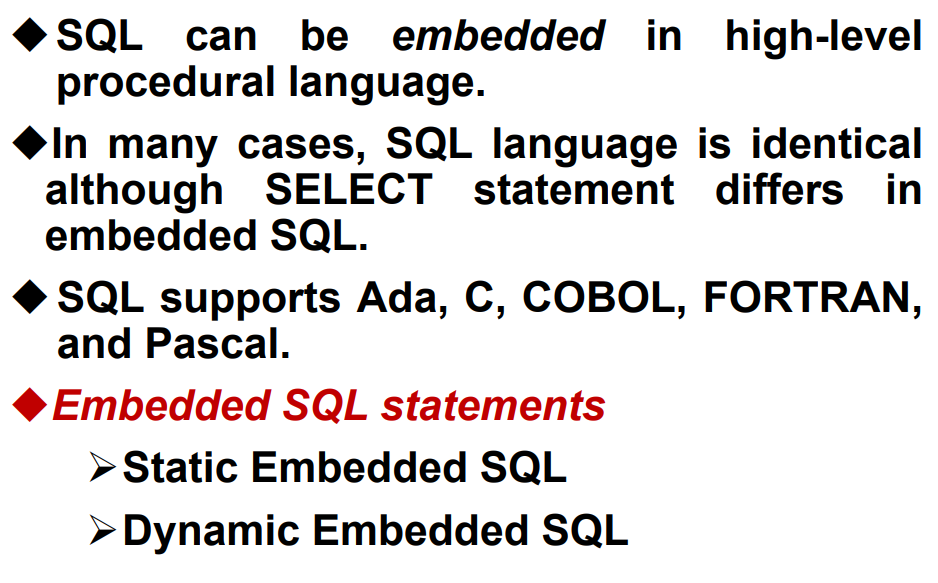 ◆ SQL can be embedded in high-level
procedural language.
◆In many cases, SQL language is identical
although SELECT statement differs in
embedded SQL.
◆ SQL supports Ada, C, COBOL, FORTRAN,
and Pascal.
◆Embedded SQL statements
➢Static Embedded SQL
➢Dynamic Embedded SQL